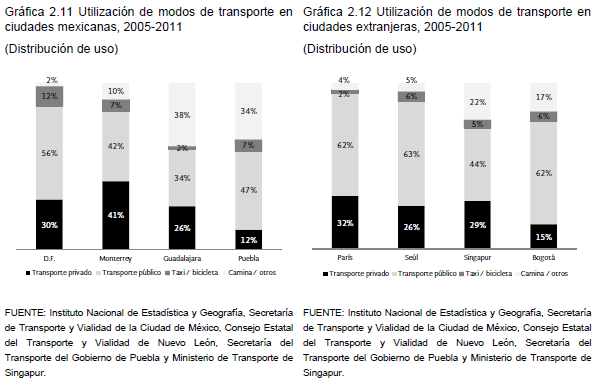 Gráfica 2.11 Utilización de modos de transporte en
ciudades mexicanas, 2005-2011
(Distribución de uso)
2%
12%
56%
30%
10%
7%
42%
41%
38%
2%
34%
26%
34%
7%
47%
12%
D.F.
Monterrey
Guadalajara
Puebla
Transporte privado
Transporte público
Taxi / bicicleta
Camina / otros
FUENTE: Instituto Nacional de Estadística y Geografía, Secretaría
de Transporte y Vialidad de la Ciudad de México, Consejo Estatal
del Transporte y Vialidad de Nuevo León, Secretaría del
Transporte del Gobierno de Puebla y Ministerio de Transporte de
Singapur.
Gráfica 2.12 Utilización de modos de transporte en
ciudades extranjeras, 2005-2011
(Distribución de uso)
4%
2%
62%
32%
5%
6%
63%
26%
22%
5%
44%
29%
17%
6%
62%
15%
París
Seúl
Singapur
Bogotá
Transporte privado
Transporte público
Taxi / bicicleta
Camina / otros
FUENTE: Instituto Nacional de Estadística y Geografía, Secretaría
de Transporte y Vialidad de la Ciudad de México, Consejo Estatal
del Transporte y Vialidad de Nuevo León, Secretaría del
Transporte del Gobierno de Puebla y Ministerio de Transporte de
Singapur.